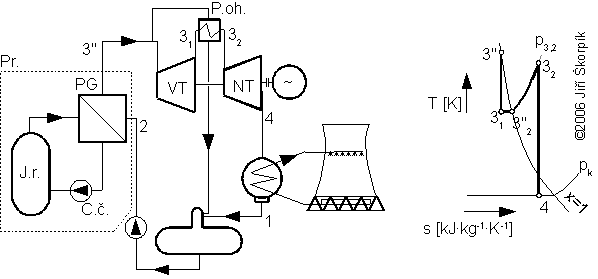 P.oh.
3"
3₁
3₂
Pr.
PG
VT
NT
~
2
4
J.r.
C.č.
1
T [K]
s [kJ·kg⁻¹·K⁻¹]
3"
p₃,₂
3₂
3₁
3"₂
pₖ
x=1
4
©2006 Jiří Škorpík